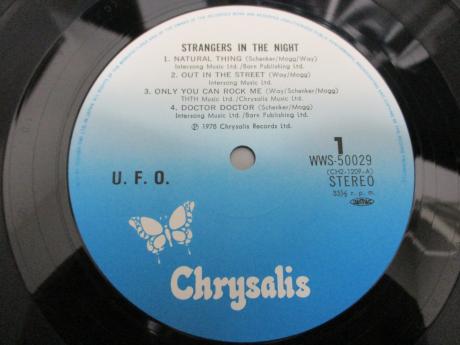 STRANGERS IN THE NIGHT
1. NATURAL THING (Schenker/Mogg/Way)
Intersong Music Ltd./Barn Publishing Ltd.
2. OUT IN THE STREET (Way/Mogg)
Intersong Music Ltd.
3. ONLY YOU CAN ROCK ME (Way/Schenker/Mogg)
THTH Music Ltd./Chrysalis Music Ltd.
4. DOCTOR DOCTOR (Schenker/Mogg)
Intersong Music Ltd./Barn Publishing Ltd.
℗ 1978 Chrysalis Records Ltd.
1
WWS-50029
(CH2-1209-A)
STEREO
33⅓ r.p.m.
U. F. O.
Chrysalis